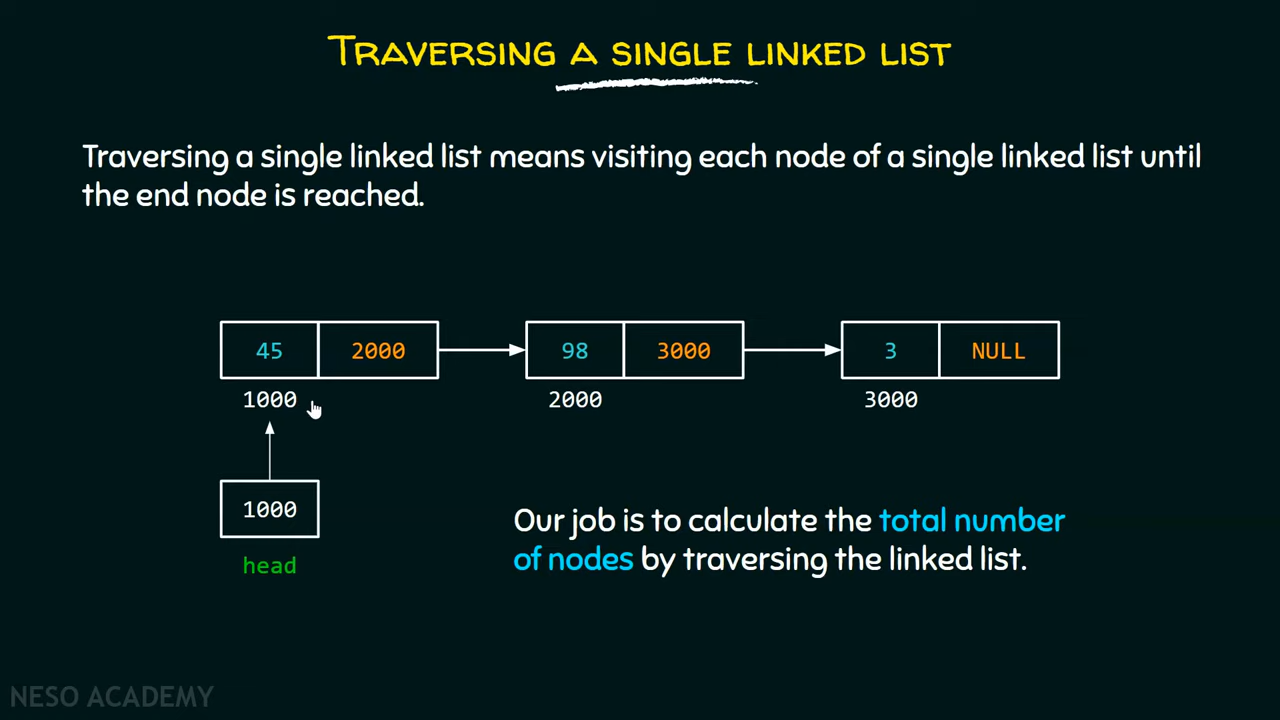 TRAVERSING A SINGLE LINKED LIST
Traversing a single linked list means visiting each node of a single linked list until
the end node is reached.
45 2000 98 3000 3 NULL
1000 2000 3000
1000
head
Our job is to calculate the total number
of nodes by traversing the linked list.
NESO ACADEMY